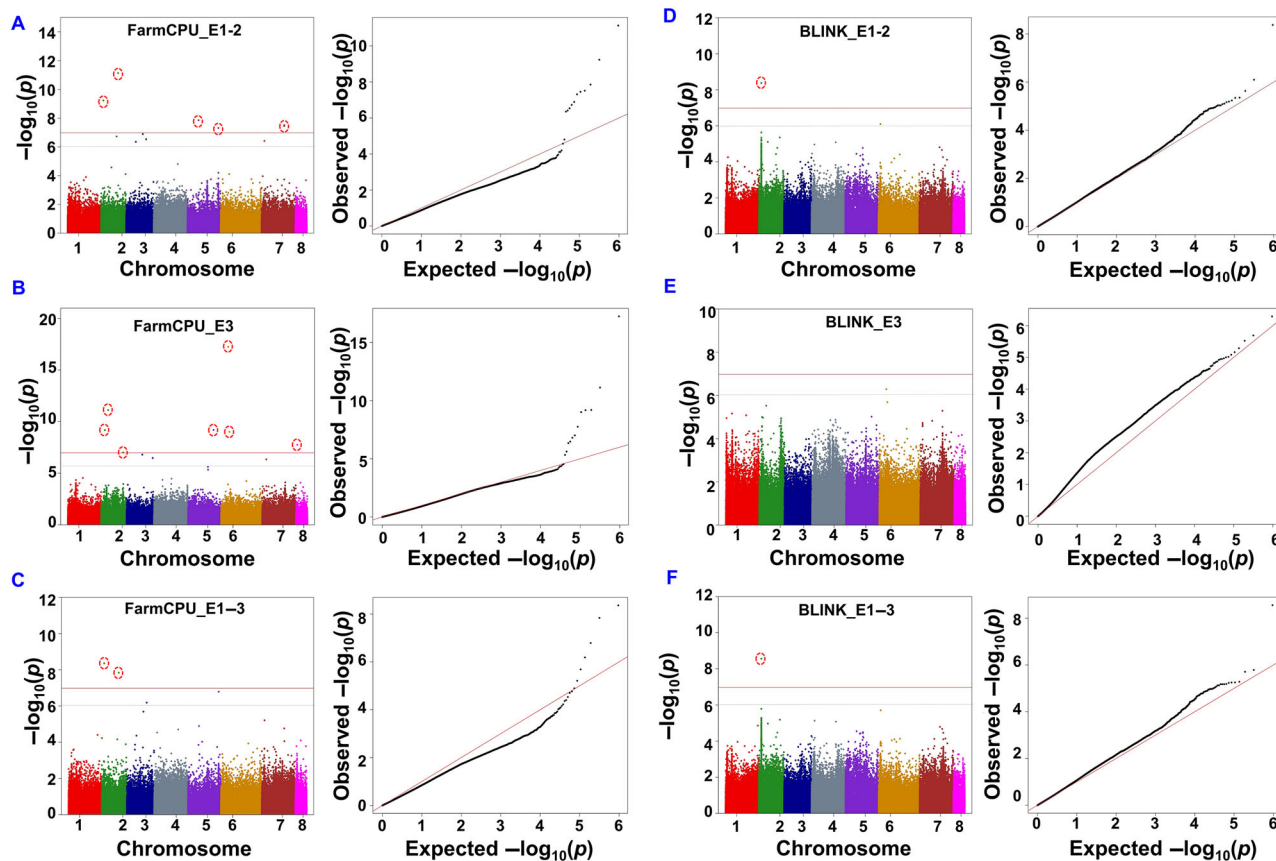 A
FarmCPU_E1-2
14
12
10
8
6
4
2
0
–log10(p)
1 2 3 4 5 6 7 8
Chromosome
Observed –log10(p)
10
8
6
4
2
0
0 1 2 3 4 5 6
Expected –log10(p)
D
BLINK_E1-2
12
10
8
6
4
2
0
–log10(p)
1 2 3 4 5 6 7 8
Chromosome
Observed –log10(p)
8
6
4
2
0
0 1 2 3 4 5 6
Expected –log10(p)
B
FarmCPU_E3
20
15
10
5
0
–log10(p)
1 2 3 4 5 6 7 8
Chromosome
Observed –log10(p)
15
10
5
0
0 1 2 3 4 5 6
Expected –log10(p)
E
BLINK_E3
10
8
6
4
2
0
–log10(p)
1 2 3 4 5 6 7 8
Chromosome
Observed –log10(p)
6
5
4
3
2
1
0
0 1 2 3 4 5 6
Expected –log10(p)
C
FarmCPU_E1–3
12
10
8
6
4
2
0
–log10(p)
1 2 3 4 5 6 7 8
Chromosome
Observed –log10(p)
8
6
4
2
0
0 1 2 3 4 5 6
Expected –log10(p)
F
BLINK_E1–3
12
10
8
6
4
2
0
–log10(p)
1 2 3 4 5 6 7 8
Chromosome
Observed –log10(p)
8
6
4
2
0
0 1 2 3 4 5 6
Expected –log10(p)